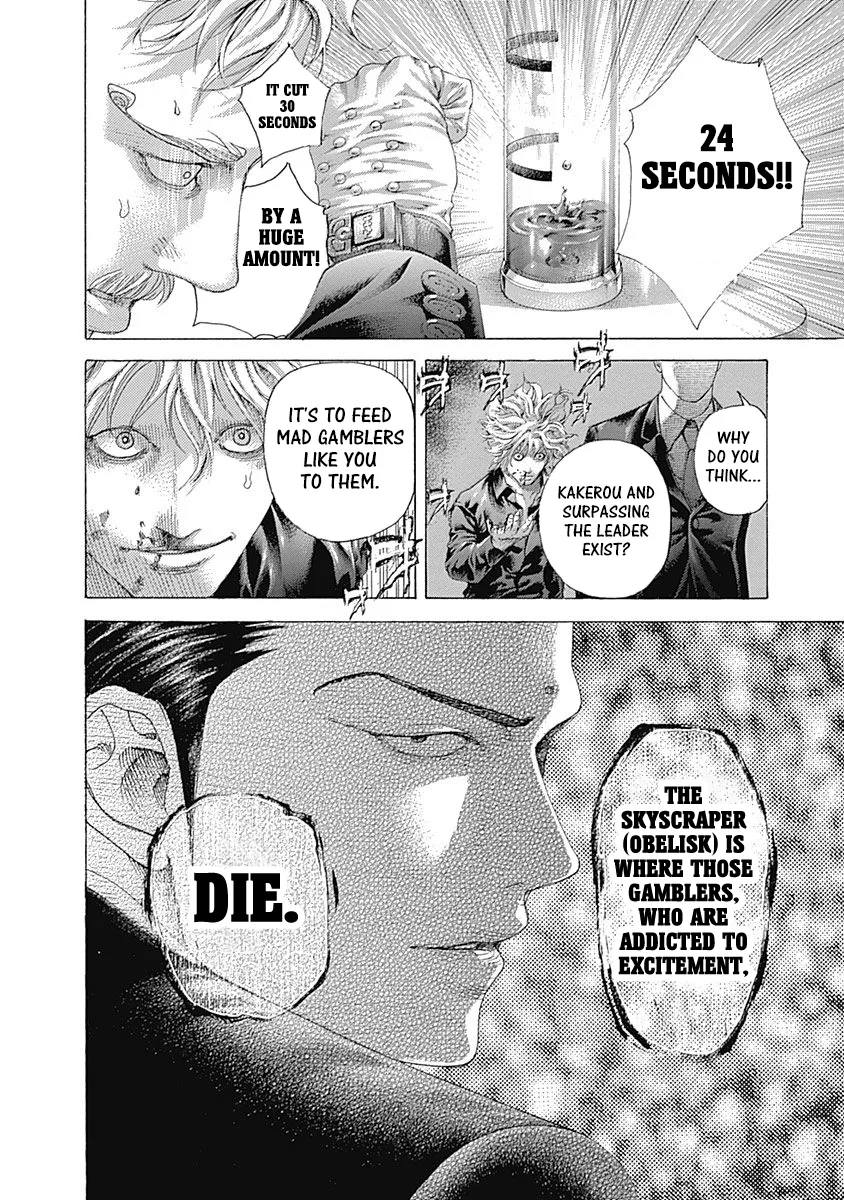 24
SECONDS!!
IT CUT
30
SECONDS
BY A
HUGE
AMOUNT!
WHY
DO YOU
THINK...
KAKEROU AND
SURPASSING
THE LEADER
EXIST?
IT'S TO FEED
MAD GAMBLERS
LIKE YOU
TO THEM.
THE
SKYSCRAPER
(OBELISK) IS
WHERE THOSE
GAMBLERS,
WHO ARE
ADDICTED TO
EXCITEMENT,
DIE.